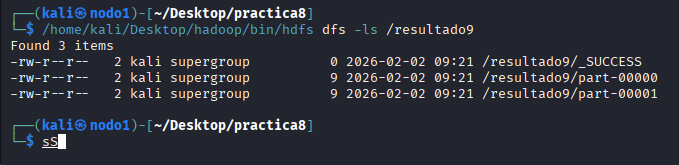 ┌──(kali㉿nodo1)-[~/Desktop/practica8]
└─$ /home/kali/Desktop/hadoop/bin/hdfs dfs -ls /resultado9
Found 3 items
-rw-r--r--   2 kali supergroup          0 2026-02-02 09:21 /resultado9/_SUCCESS
-rw-r--r--   2 kali supergroup          9 2026-02-02 09:21 /resultado9/part-00000
-rw-r--r--   2 kali supergroup          9 2026-02-02 09:21 /resultado9/part-00001
┌──(kali㉿nodo1)-[~/Desktop/practica8]
└─$ sS